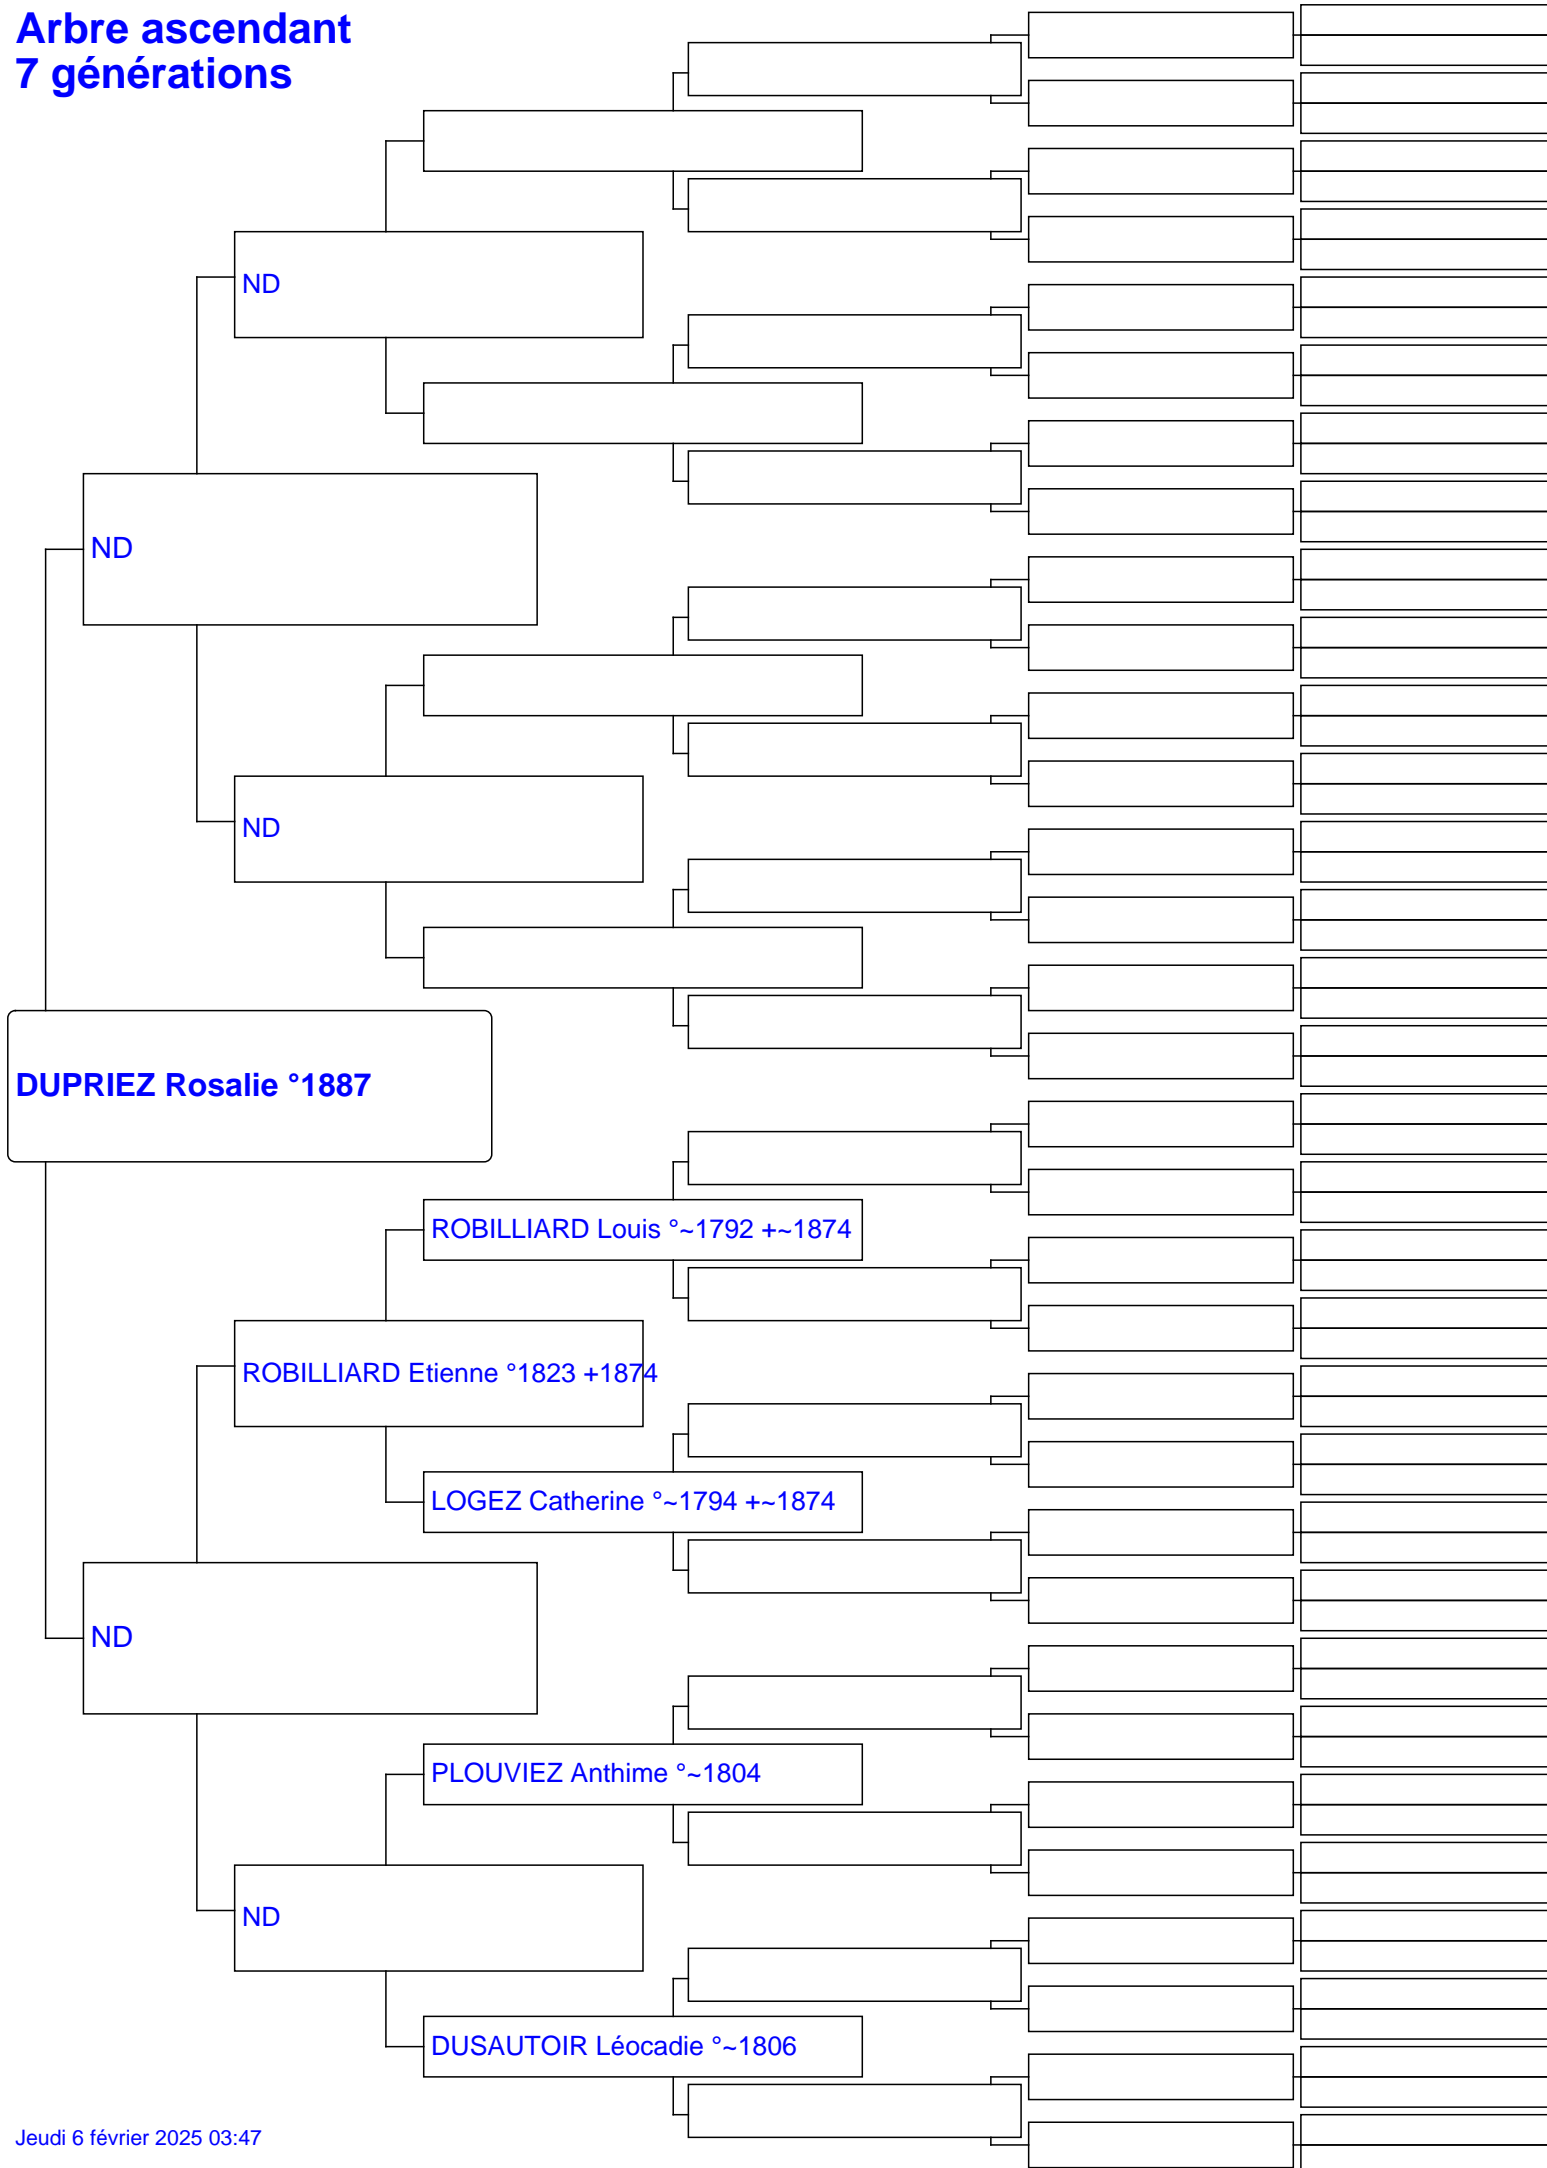 Arbre ascendant
7 générations
ND
ND
ND
DUPRIEZ Rosalie °1887
ROBILLIARD Louis °~1792 +~1874
ROBILLIARD Etienne °1823 +1874
LOGEZ Catherine °~1794 +~1874
ND
PLOUVIEZ Anthime °~1804
ND
DUSAUTOIR Léocadie °~1806
Jeudi 6 février 2025 03:47